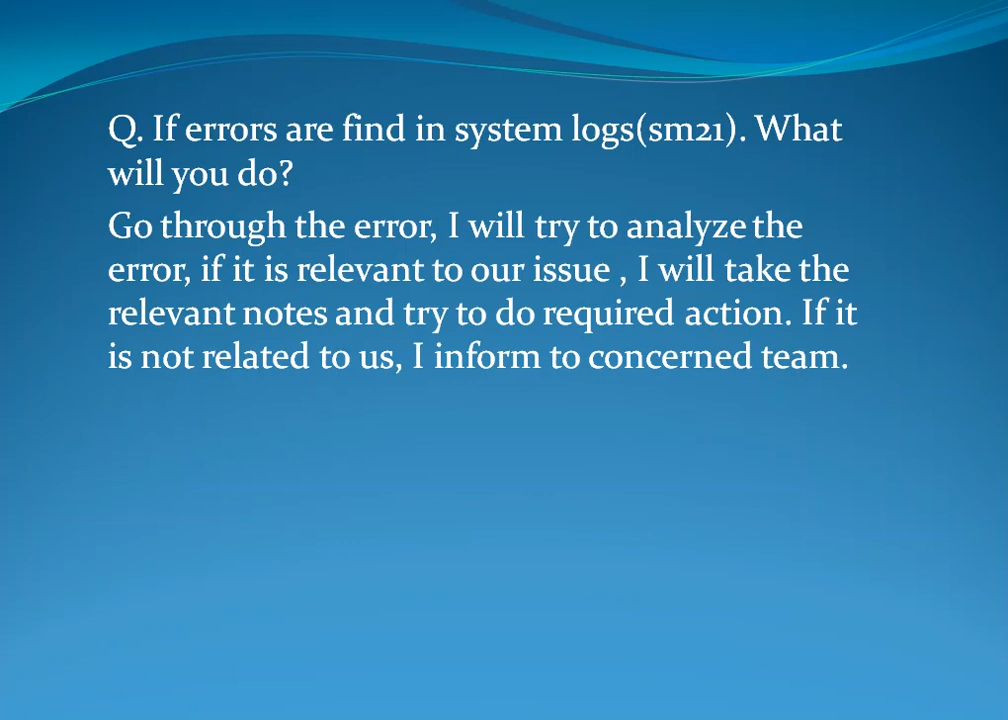 Q. If errors are find in system logs(sm21). What
will you do?
Go through the error, I will try to analyze the
error, if it is relevant to our issue , I will take the
relevant notes and try to do required action. If it
is not related to us, I inform to concerned team.